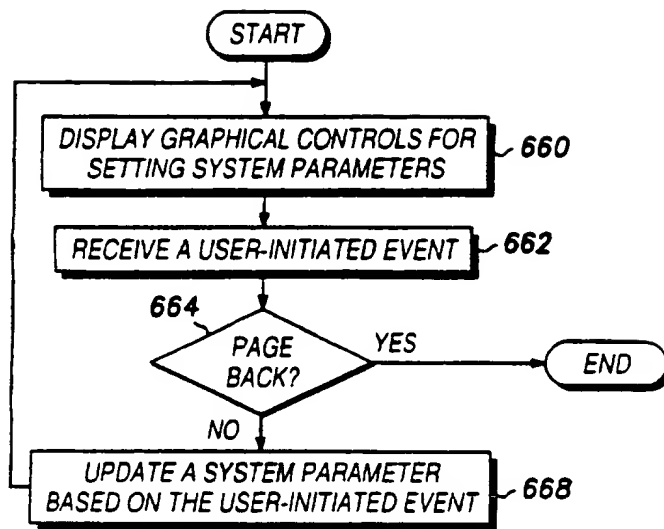 START
DISPLAY GRAPHICAL CONTROLS FOR
SETTING SYSTEM PARAMETERS
660
RECEIVE A USER-INITIATED EVENT
662
664
PAGE
BACK?
YES
END
NO
UPDATE A SYSTEM PARAMETER
BASED ON THE USER-INITIATED EVENT
668